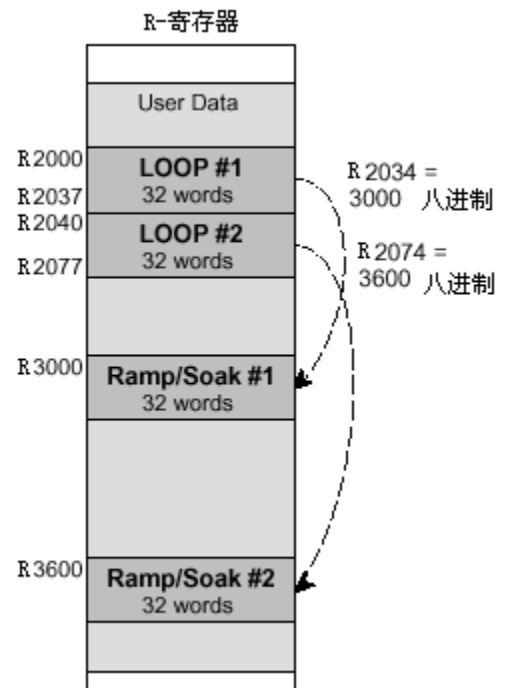 R-寄存器
User Data
R2000
LOOP #1
32 words
R2037
R2034 =
3000 八进制
R2040
LOOP #2
32 words
R2077
R2074 =
3600 八进制
R3000
Ramp/Soak #1
32 words
R3600
Ramp/Soak #2
32 words